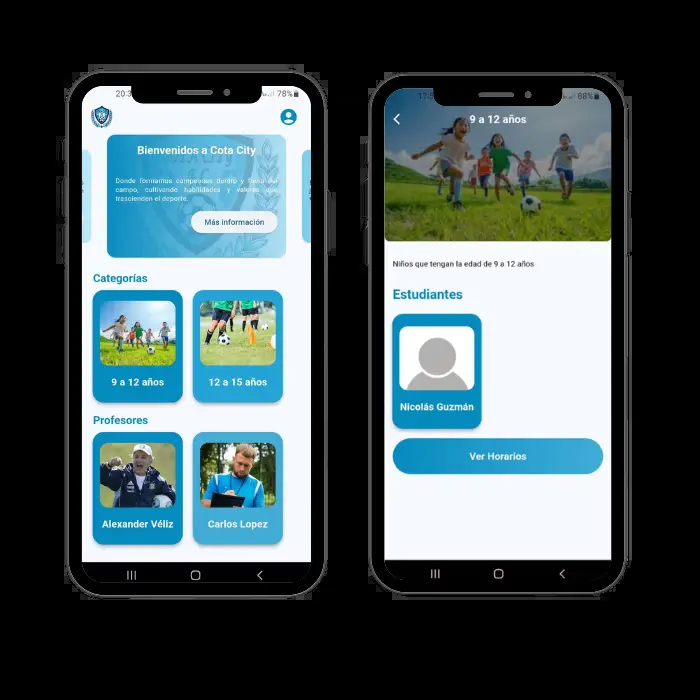 20:3
78%
Bienvenidos a Cota City
Donde formamos campeones dentro y fuera del
campo, cultivando habilidades y valores que
trascienden el deporte.
Más información
Categorías
9 a 12 años
12 a 15 años
Profesores
Alexander Véliz
Carlos Lopez
17:5
88%
9 a 12 años
Niños que tengan la edad de 9 a 12 años
Estudiantes
Nicolás Guzmán
Ver Horarios